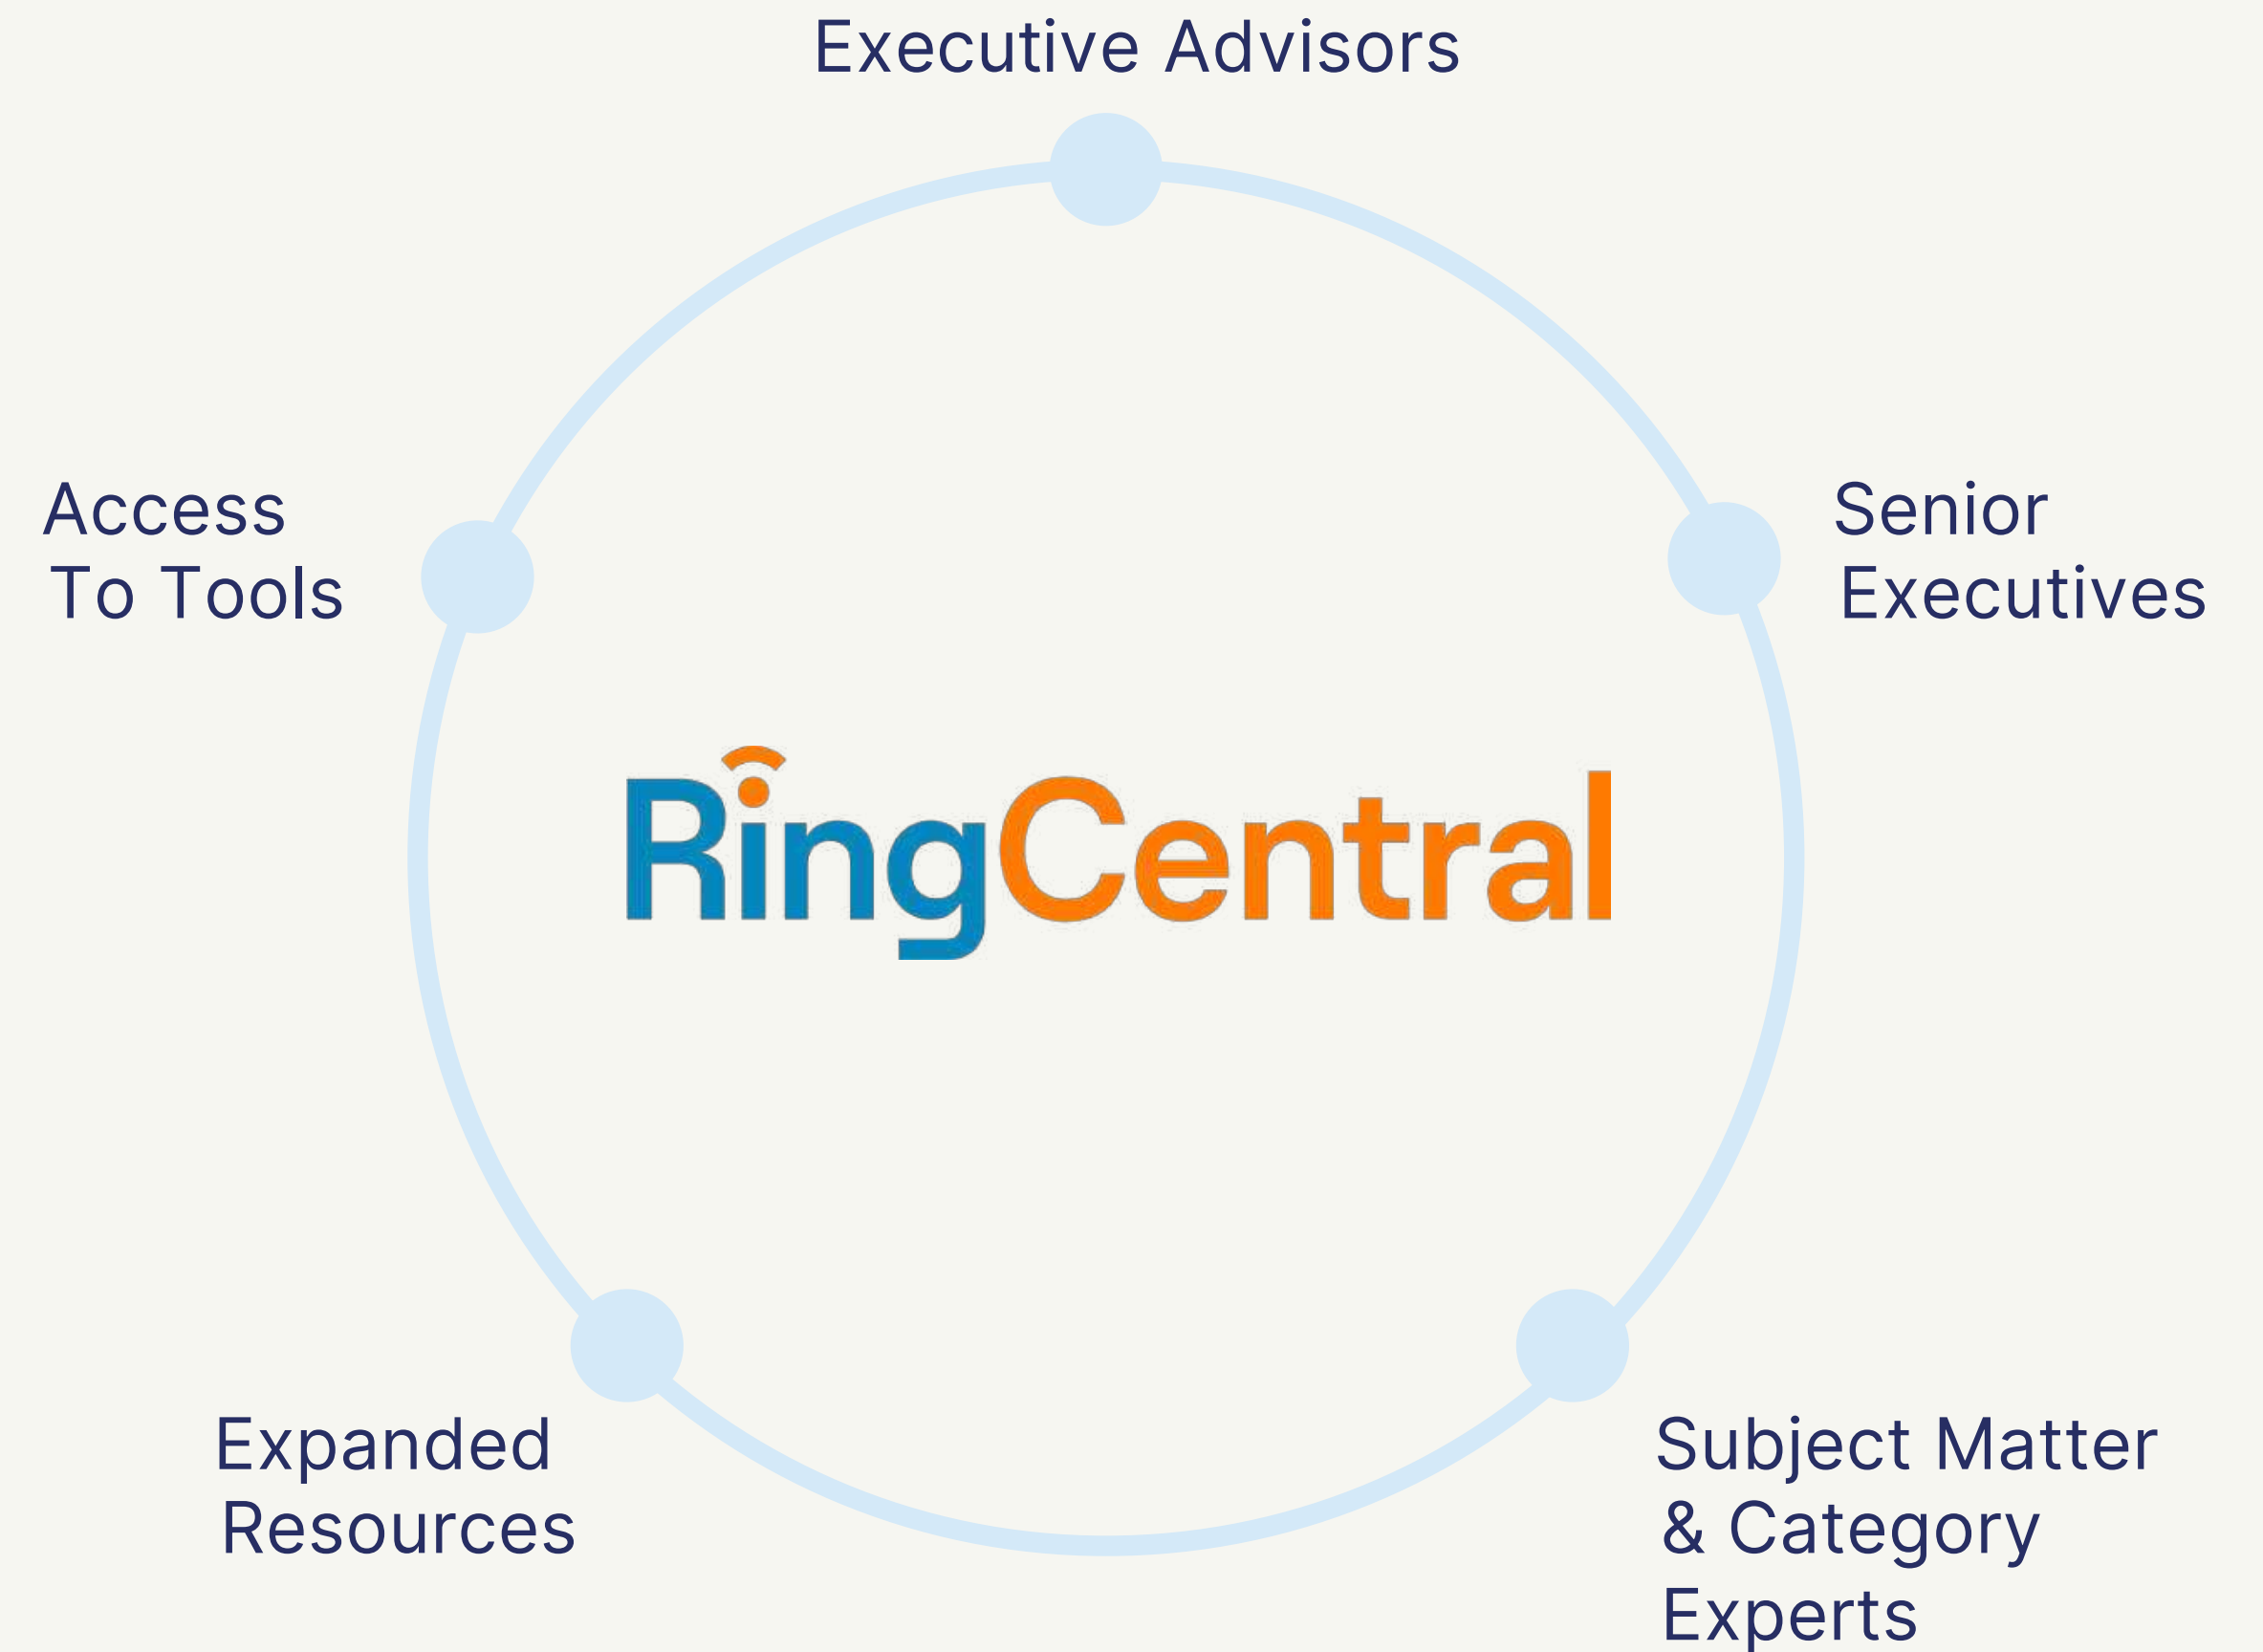 Executive Advisors
Access
To Tools
Senior
Executives
RingCentral
Expanded
Resources
Subject Matter
& Category
Experts